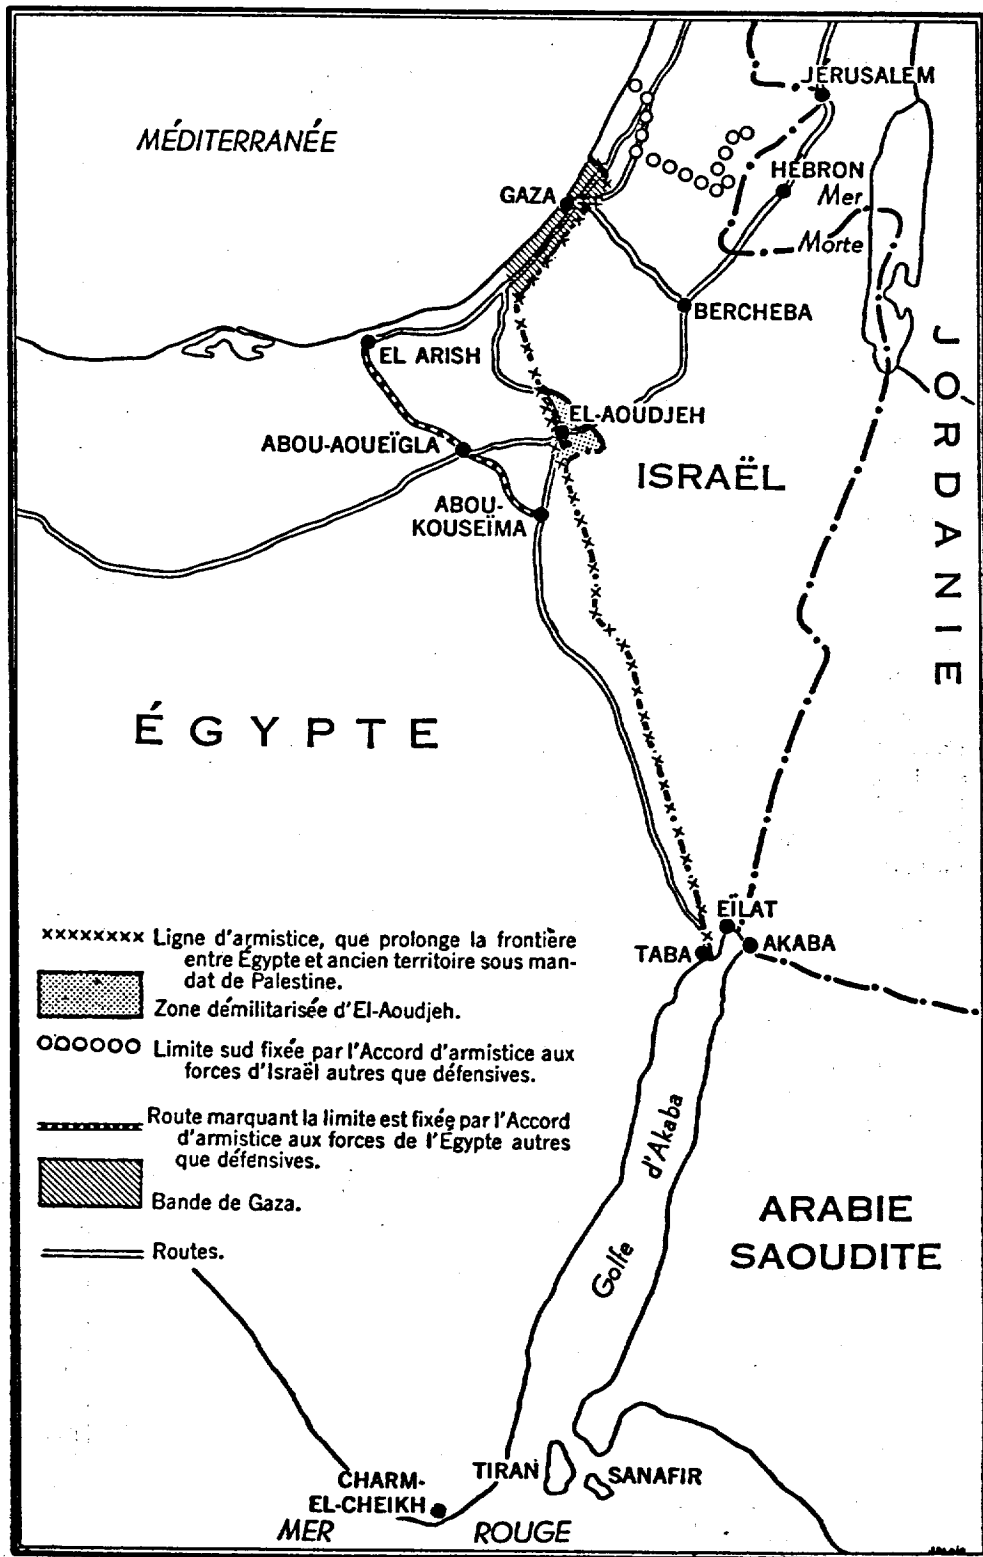 JÉRUSALEM
MÉDITERRANÉE
HÉBRON
GAZA
Mer
Morte
BERCHEBA
EL ARISH
JORDANIE
EL-AOUDJEH
ABOU-AOUEÏGLA
ISRAËL
ABOU-
KOUSEÏMA
ÉGYPTE
EÏLAT
TABA
AKABA
Ligne d'armistice, que prolonge la frontière
entre Égypte et ancien territoire sous man-
dat de Palestine.
Zone démilitarisée d'El-Aoudjeh.
Limite sud fixée par l'Accord d'armistice aux
forces d'Israël autres que défensives.
Route marquant la limite est fixée par l'Accord
d'armistice aux forces de l'Égypte autres
que défensives.
Bande de Gaza.
Routes.
Golfe d'Akaba
ARABIE
SAOUDITE
TIRAN
SANAFIR
CHARM-
EL-CHEIKH
MER ROUGE